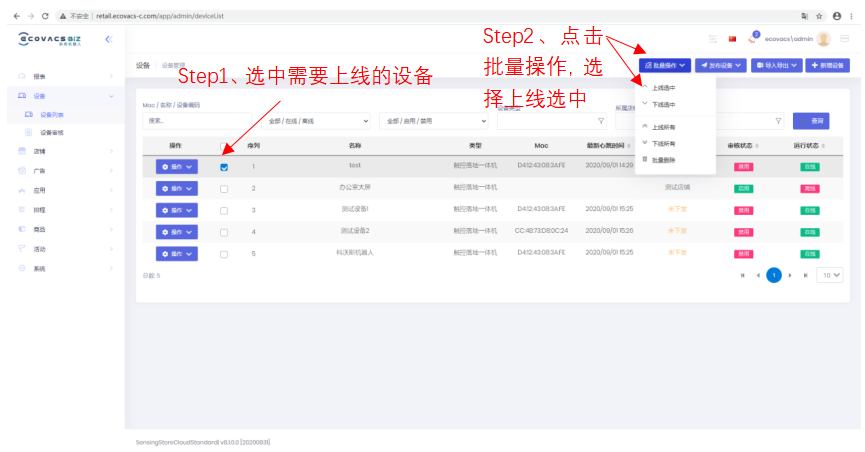 不安全 | retail.ecovacs-c.com/app/admin/deviceList
ECOVACS BIZ
ecovacs\admin
2
Step2、点击
批量操作，选
择上线选中
Step1、选中需要上线的设备
设备 设备管理
批量操作 发布设备 导入导出 + 新增设备
上线选中
下线选中
上线所有
下线所有
批量删除
报表
设备
设备列表
设备审核
店铺
广告
应用
排程
商品
活动
系统
Mac / 名称 / 设备编码
搜索... 全部 / 在线 / 离线 全部 / 启用 / 禁用 查询
操作 序列 名称 类型 Mac 最新心跳时间 审核状态 运行状态
操作 1 test 触控落地一体机 D4:12:43:08:3A:FE 2020/09/01 14:29 禁用 在线
操作 2 办公室大屏 触控落地一体机 测试店铺 启用 离线
操作 3 测试设备1 触控落地一体机 D4:12:43:08:3A:FE 2020/09/01 15:25 未下发 禁用 在线
操作 4 测试设备2 触控落地一体机 CC:4B:73:D8:0C:24 2020/09/01 15:26 未下发 禁用 在线
操作 5 科沃斯机器人 触控落地一体机 D4:12:43:08:3A:FE 2020/09/01 15:25 未下发 禁用 在线
总数: 5
1 10
SensingStoreCloudStandard| v8.1.0.0 [20200831]